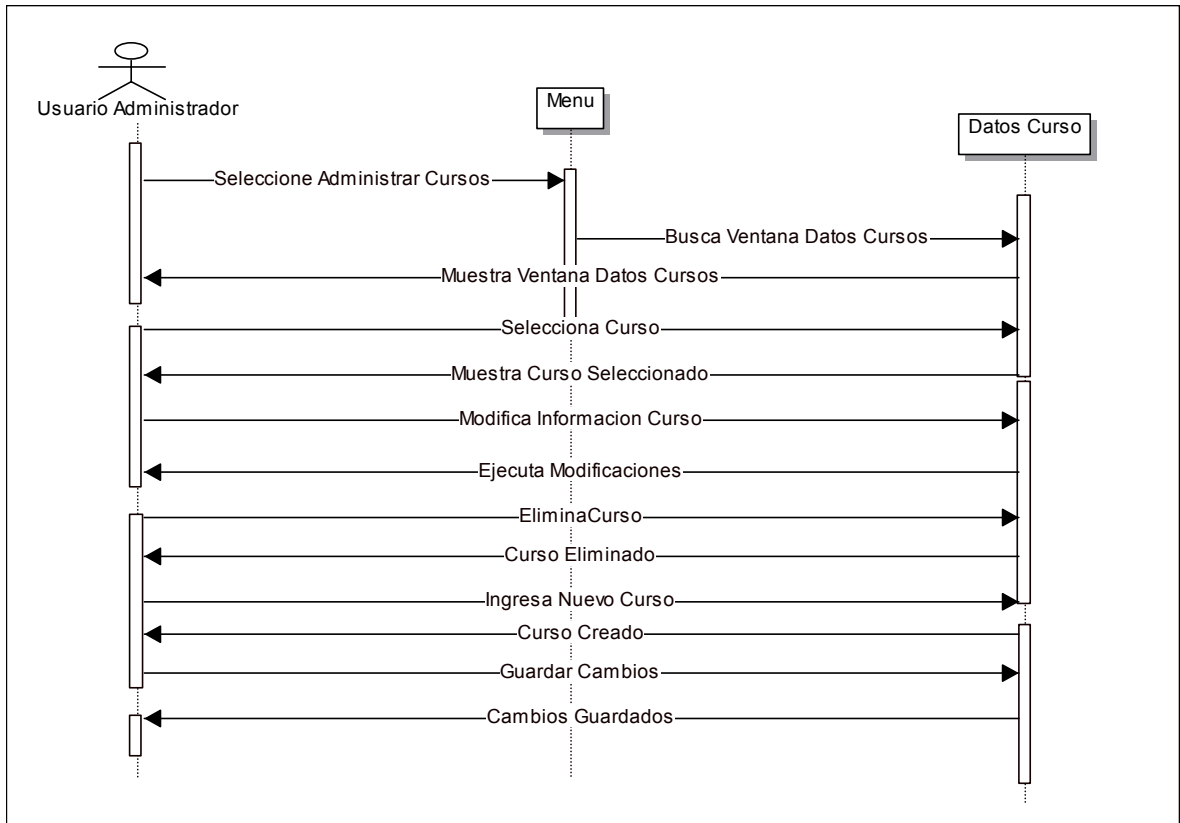 Usuario Administrador
Menu
Datos Curso
Seleccione Administrar Cursos
Busca Ventana Datos Cursos
Muestra Ventana Datos Cursos
Selecciona Curso
Muestra Curso Seleccionado
Modifica Informacion Curso
Ejecuta Modificaciones
EliminaCurso
Curso Eliminado
Ingresa Nuevo Curso
Curso Creado
Guardar Cambios
Cambios Guardados